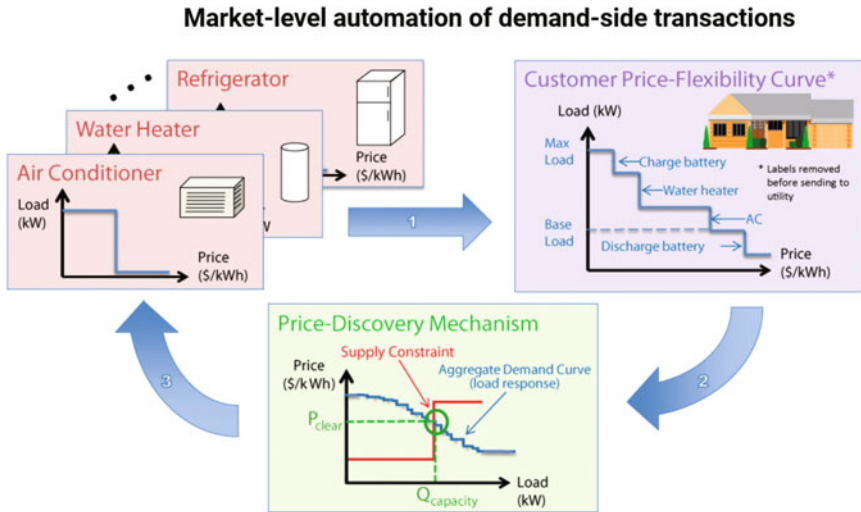 Market-level automation of demand-side transactions
Refrigerator
Price
($/kWh)
Water Heater
Air Conditioner
Load
(kW)
Price
($/kWh)
1
Customer Price-Flexibility Curve*
Load (kW)
Max
Load
Charge battery
Water heater
* Labels removed
before sending to
utility
AC
Base
Load
Discharge battery
Price
($/kWh)
2
3
Price-Discovery Mechanism
Supply Constraint
Price
($/kWh)
Aggregate Demand Curve
(load response)
Pclear
Load
(kW)
Qcapacity